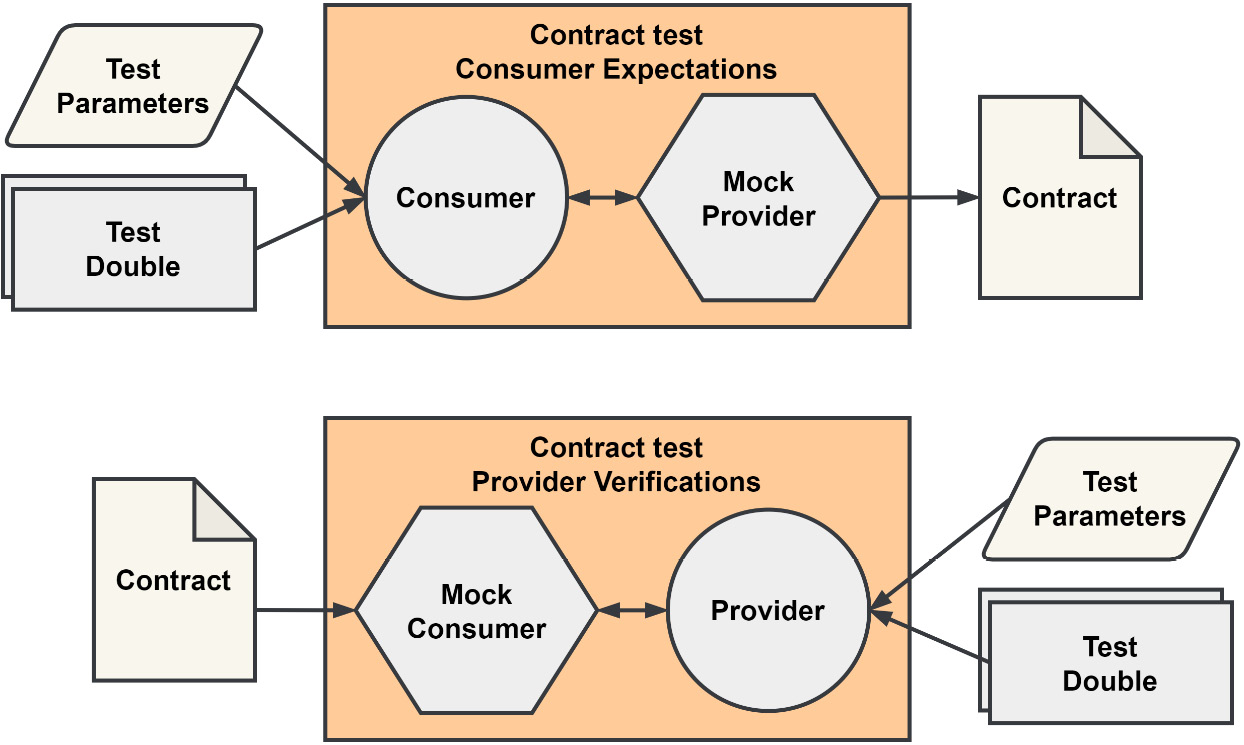 Contract test
Consumer Expectations
Test
Parameters
Test
Double
Consumer
Mock
Provider
Contract
Contract test
Provider Verifications
Contract
Mock
Consumer
Provider
Test
Parameters
Test
Double